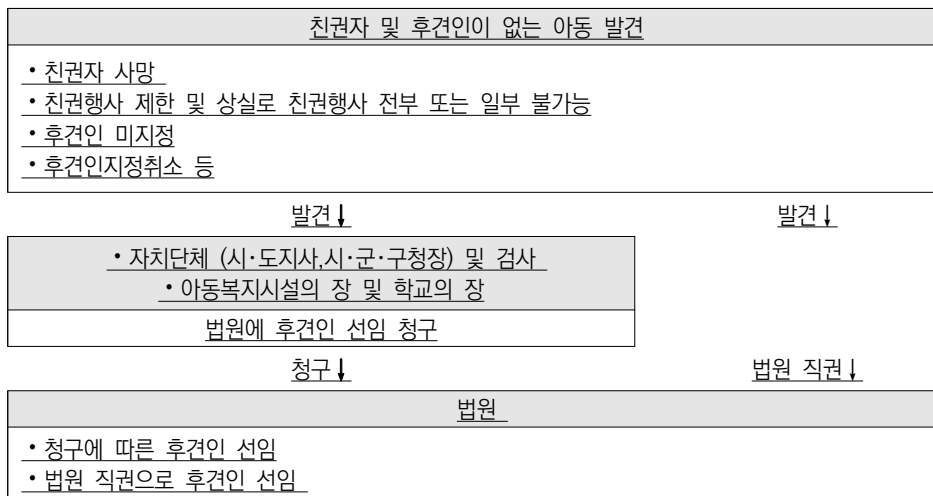 친권자 및 후견인이 없는 아동 발견
• 친권자 사망
• 친권행사 제한 및 상실로 친권행사 전부 또는 일부 불가능
• 후견인 미지정
• 후견인지정취소 등
발견↓ 발견↓
• 자치단체 (시·도지사,시·군·구청장) 및 검사
• 아동복지시설의 장 및 학교의 장
법원에 후견인 선임 청구
청구↓ 법원 직권↓
법원
• 청구에 따른 후견인 선임
• 법원 직권으로 후견인 선임